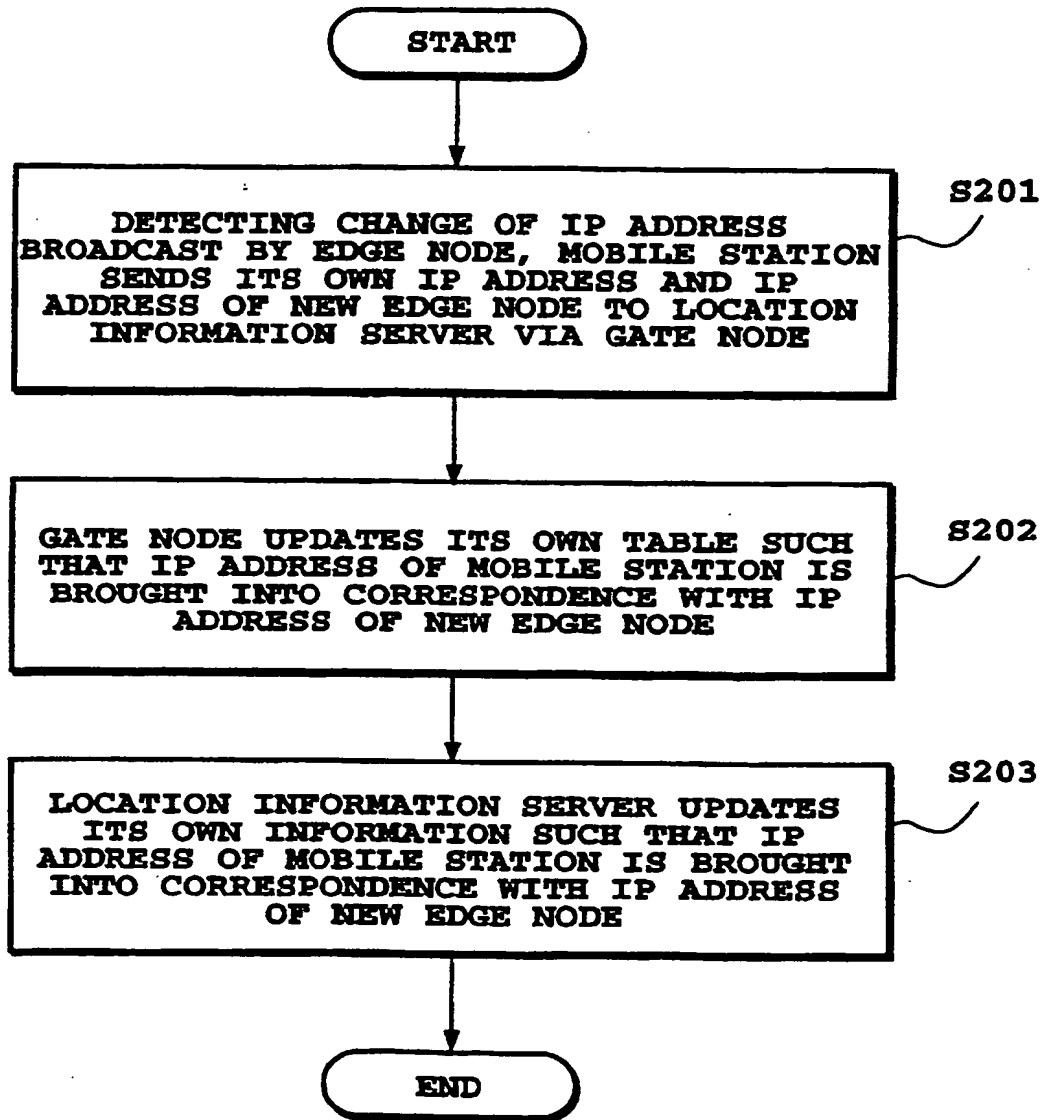 START
S201
DETECTING CHANGE OF IP ADDRESS
BROADCAST BY EDGE NODE, MOBILE STATION
SENDS ITS OWN IP ADDRESS AND IP
ADDRESS OF NEW EDGE NODE TO LOCATION
INFORMATION SERVER VIA GATE NODE
S202
GATE NODE UPDATES ITS OWN TABLE SUCH
THAT IP ADDRESS OF MOBILE STATION IS
BROUGHT INTO CORRESPONDENCE WITH IP
ADDRESS OF NEW EDGE NODE
S203
LOCATION INFORMATION SERVER UPDATES
ITS OWN INFORMATION SUCH THAT IP
ADDRESS OF MOBILE STATION IS BROUGHT
INTO CORRESPONDENCE WITH IP ADDRESS
OF NEW EDGE NODE
END